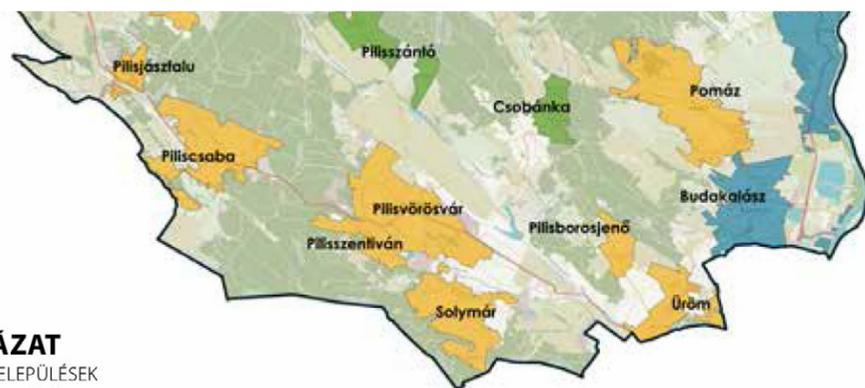 Pilisjászfalu
Pilisszántó
Pomáz
Csobánka
Piliscsaba
Budakalász
Pilisvörösvár
Pilisborosjenő
Pilisszentiván
Üröm
Solymár
ÁZAT
ELEPÜLÉSEK